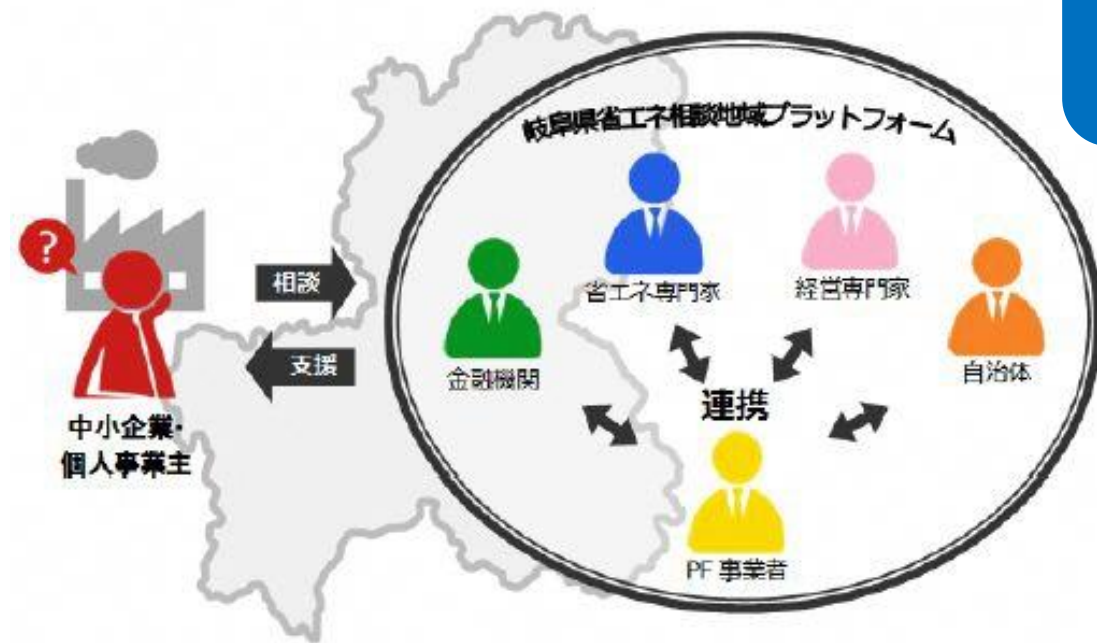 岐阜県省エネ相談地域プラットフォーム
?
相談
支援
中小企業・
個人事業主
省エネ専門家
経営専門家
金融機関
自治体
連携
PF 事業者